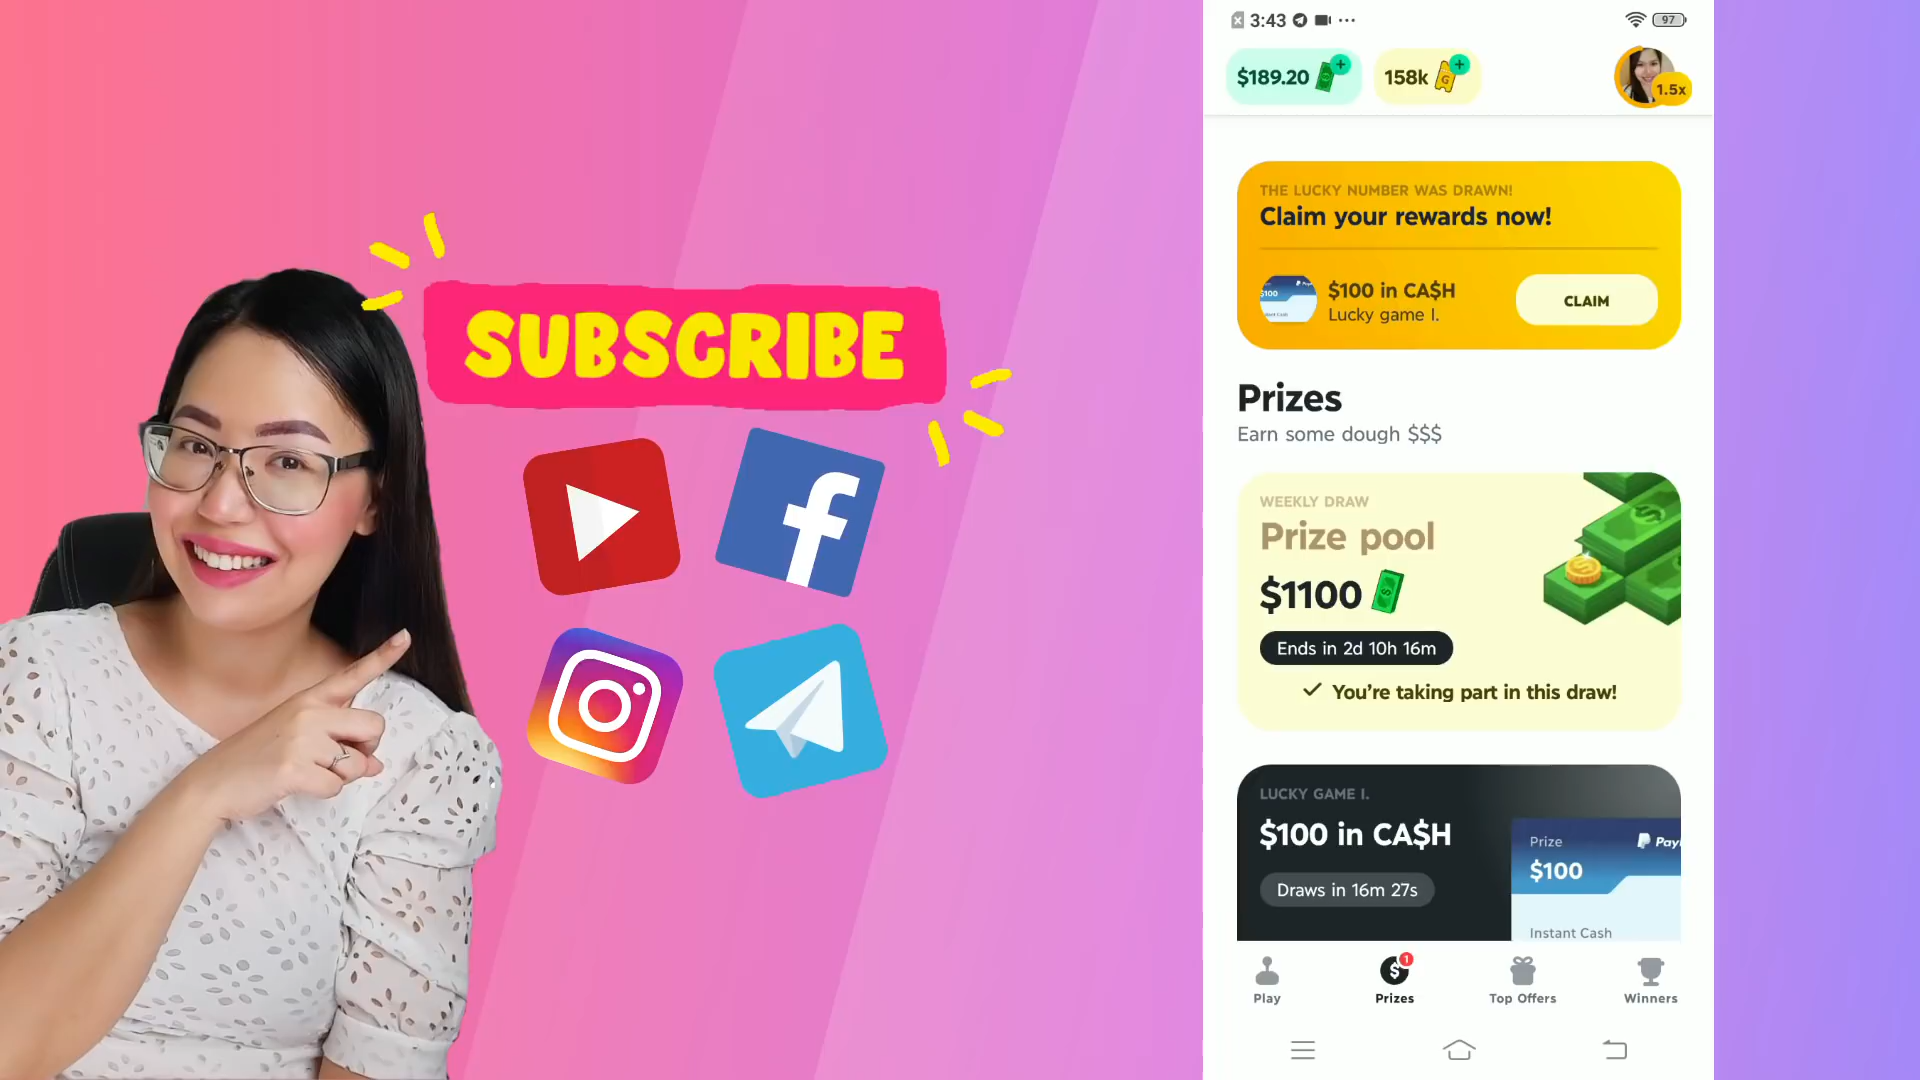 SUBSCRIBE
3:43
97
$189.20
158k
G
1.5x
THE LUCKY NUMBER WAS DRAWN!
Claim your rewards now!
$100
$100 in CA$H
Lucky game I.
CLAIM
Prizes
Earn some dough $$$
WEEKLY DRAW
Prize pool
$1100
Ends in 2d 10h 16m
You're taking part in this draw!
LUCKY GAME I.
$100 in CA$H
Draws in 16m 27s
Prize
$100
Instant Cash
1
Play
Prizes
Top Offers
Winners